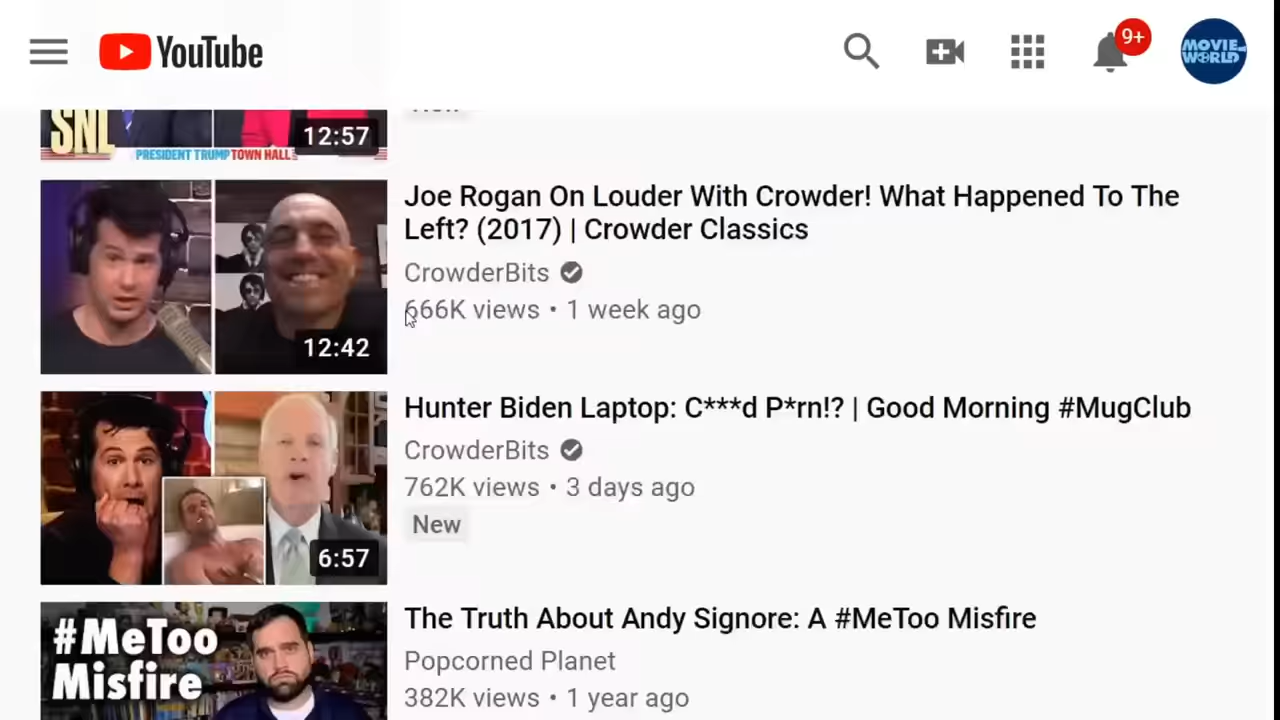 YouTube
9+
MOVIE
WORLD
SNL
PRESIDENT TRUMP TOWN HALL
12:57
Joe Rogan On Louder With Crowder! What Happened To The
Left? (2017) | Crowder Classics
CrowderBits
666K views • 1 week ago
12:42
Hunter Biden Laptop: C***d P*rn!? | Good Morning #MugClub
CrowderBits
762K views • 3 days ago
New
6:57
#MeToo
Misfire
The Truth About Andy Signore: A #MeToo Misfire
Popcorned Planet
382K views • 1 year ago